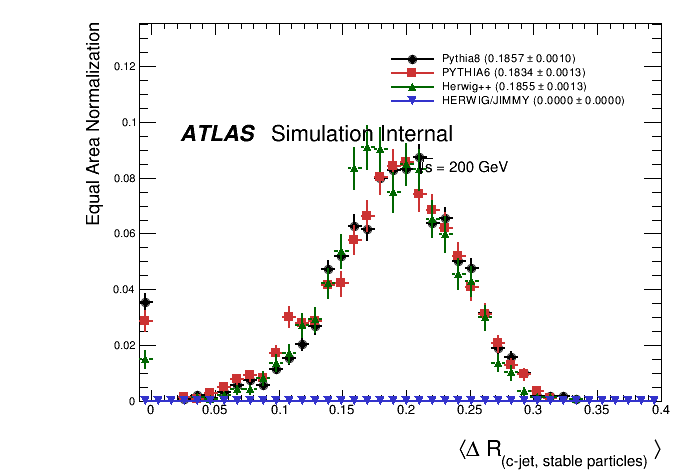 Equal Area Normalization
0.12
0.1
0.08
0.06
0.04
0.02
0
Pythia8 (0.1857 ± 0.0010)
PYTHIA6 (0.1834 ± 0.0013)
Herwig++ (0.1855 ± 0.0013)
HERWIG/JIMMY (0.0000 ± 0.0000)
ATLAS Simulation Internal
√s = 200 GeV
0 0.05 0.1 0.15 0.2 0.25 0.3 0.35 0.4
⟨Δ R(c-jet, stable particles) ⟩